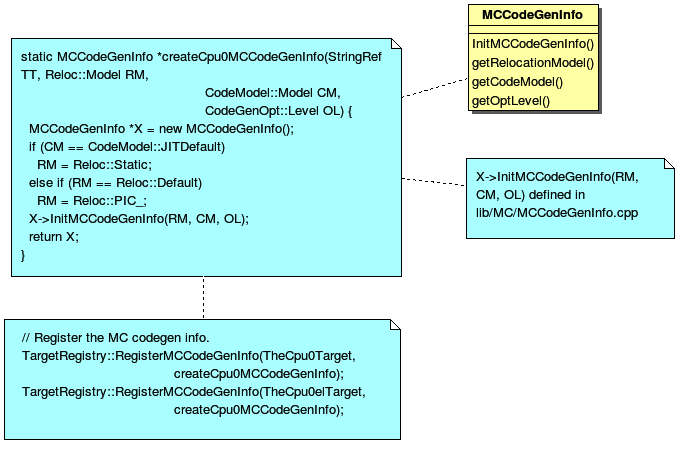 static MCCodeGenInfo *createCpu0MCCodeGenInfo(StringRef
TT, Reloc::Model RM,
CodeModel::Model CM,
CodeGenOpt::Level OL) {
MCCodeGenInfo *X = new MCCodeGenInfo();
if (CM == CodeModel::JITDefault)
RM = Reloc::Static;
else if (RM == Reloc::Default)
RM = Reloc::PIC_;
X->InitMCCodeGenInfo(RM, CM, OL);
return X;
}
MCCodeGenInfo
InitMCCodeGenInfo()
getRelocationModel()
getCodeModel()
getOptLevel()
X->InitMCCodeGenInfo(RM,
CM, OL) defined in
lib/MC/MCCodeGenInfo.cpp
// Register the MC codegen info.
TargetRegistry::RegisterMCCodeGenInfo(TheCpu0Target,
createCpu0MCCodeGenInfo);
TargetRegistry::RegisterMCCodeGenInfo(TheCpu0elTarget,
createCpu0MCCodeGenInfo);